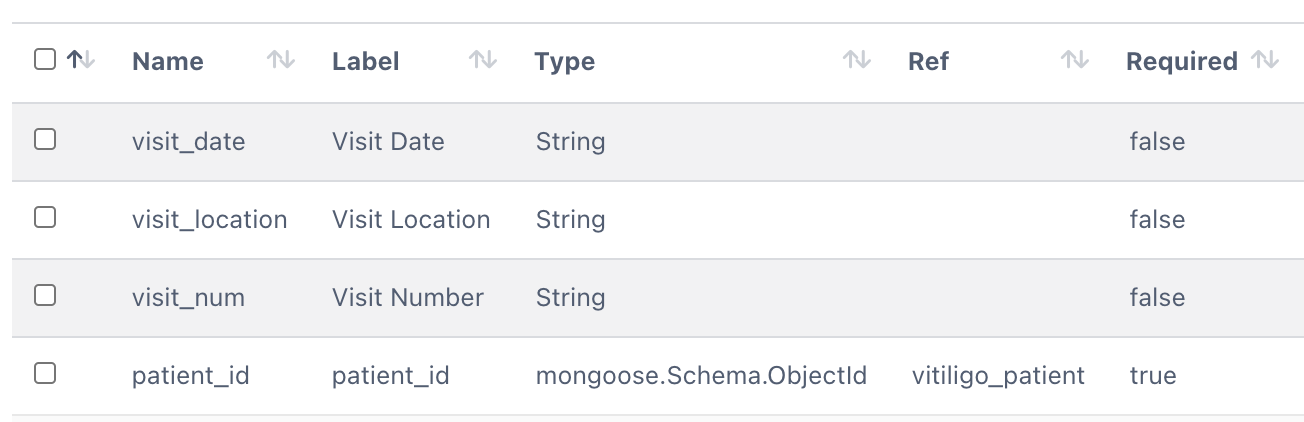 Name Label Type Ref Required
visit_date Visit Date String false
visit_location Visit Location String false
visit_num Visit Number String false
patient_id patient_id mongoose.Schema.ObjectId vitiligo_patient true